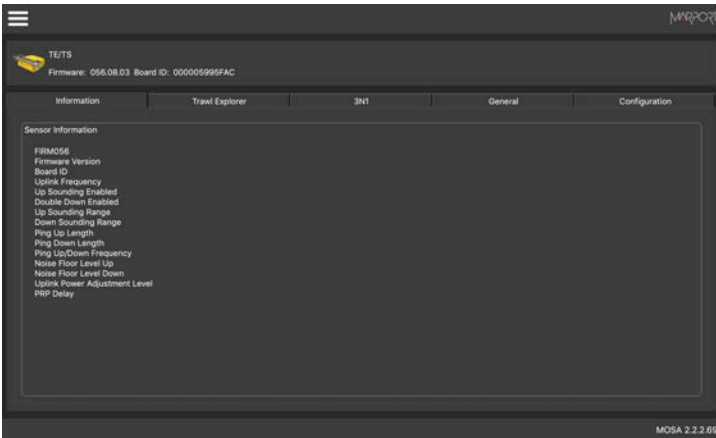 MARPORT
TE/TS
Firmware: 056.08.03 Board ID: 000005995FAC
Information Trawl Explorer 3N1 General Configuration
Sensor Information
FIRM056
Firmware Version
Board ID
Uplink Frequency
Up Sounding Enabled
Double Down Enabled
Up Sounding Range
Down Sounding Range
Ping Up Length
Ping Down Length
Ping Up/Down Frequency
Noise Floor Level Up
Noise Floor Level Down
Uplink Power Adjustment Level
PRP Delay
MOSA 2.2.2.69